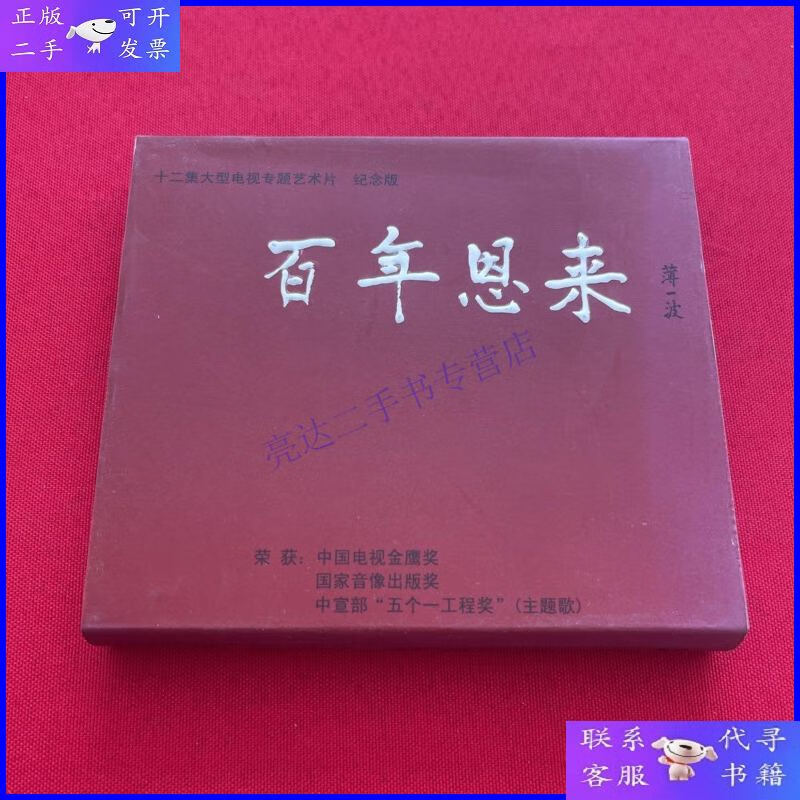 正版 可开
二手 发票
十二集大型电视专题艺术片 纪念版
百年恩来
薄一波
亮达二手书专营店
荣 获：中国电视金鹰奖
国家音像出版奖
中宣部“五个一工程奖”（主题歌）
联系 代寻
客服 书籍